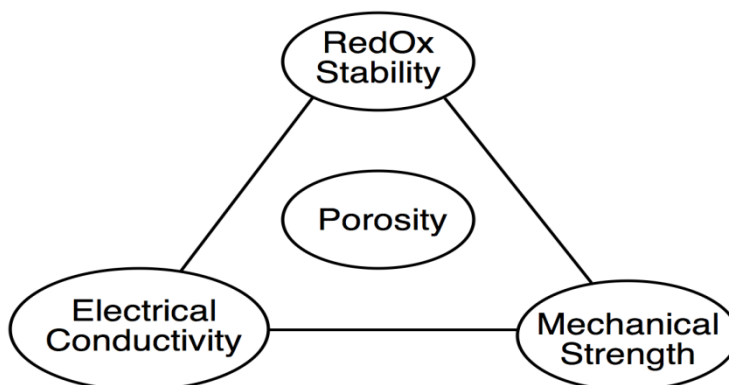 RedOx
Stability
Porosity
Electrical
Conductivity
Mechanical
Strength